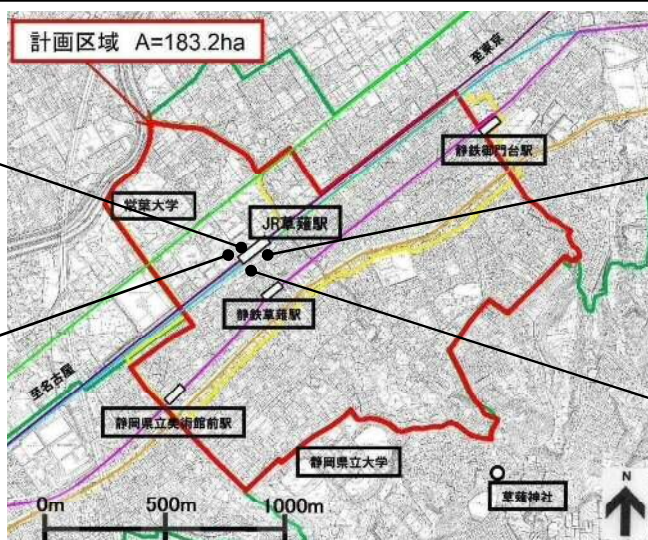 計画区域 A=183.2ha
至東京
静鉄御門台駅
常葉大学
JR草薙駅
静鉄草薙駅
至名古屋
静岡県立美術館前駅
静岡県立大学
草薙神社
N
0m 500m 1000m